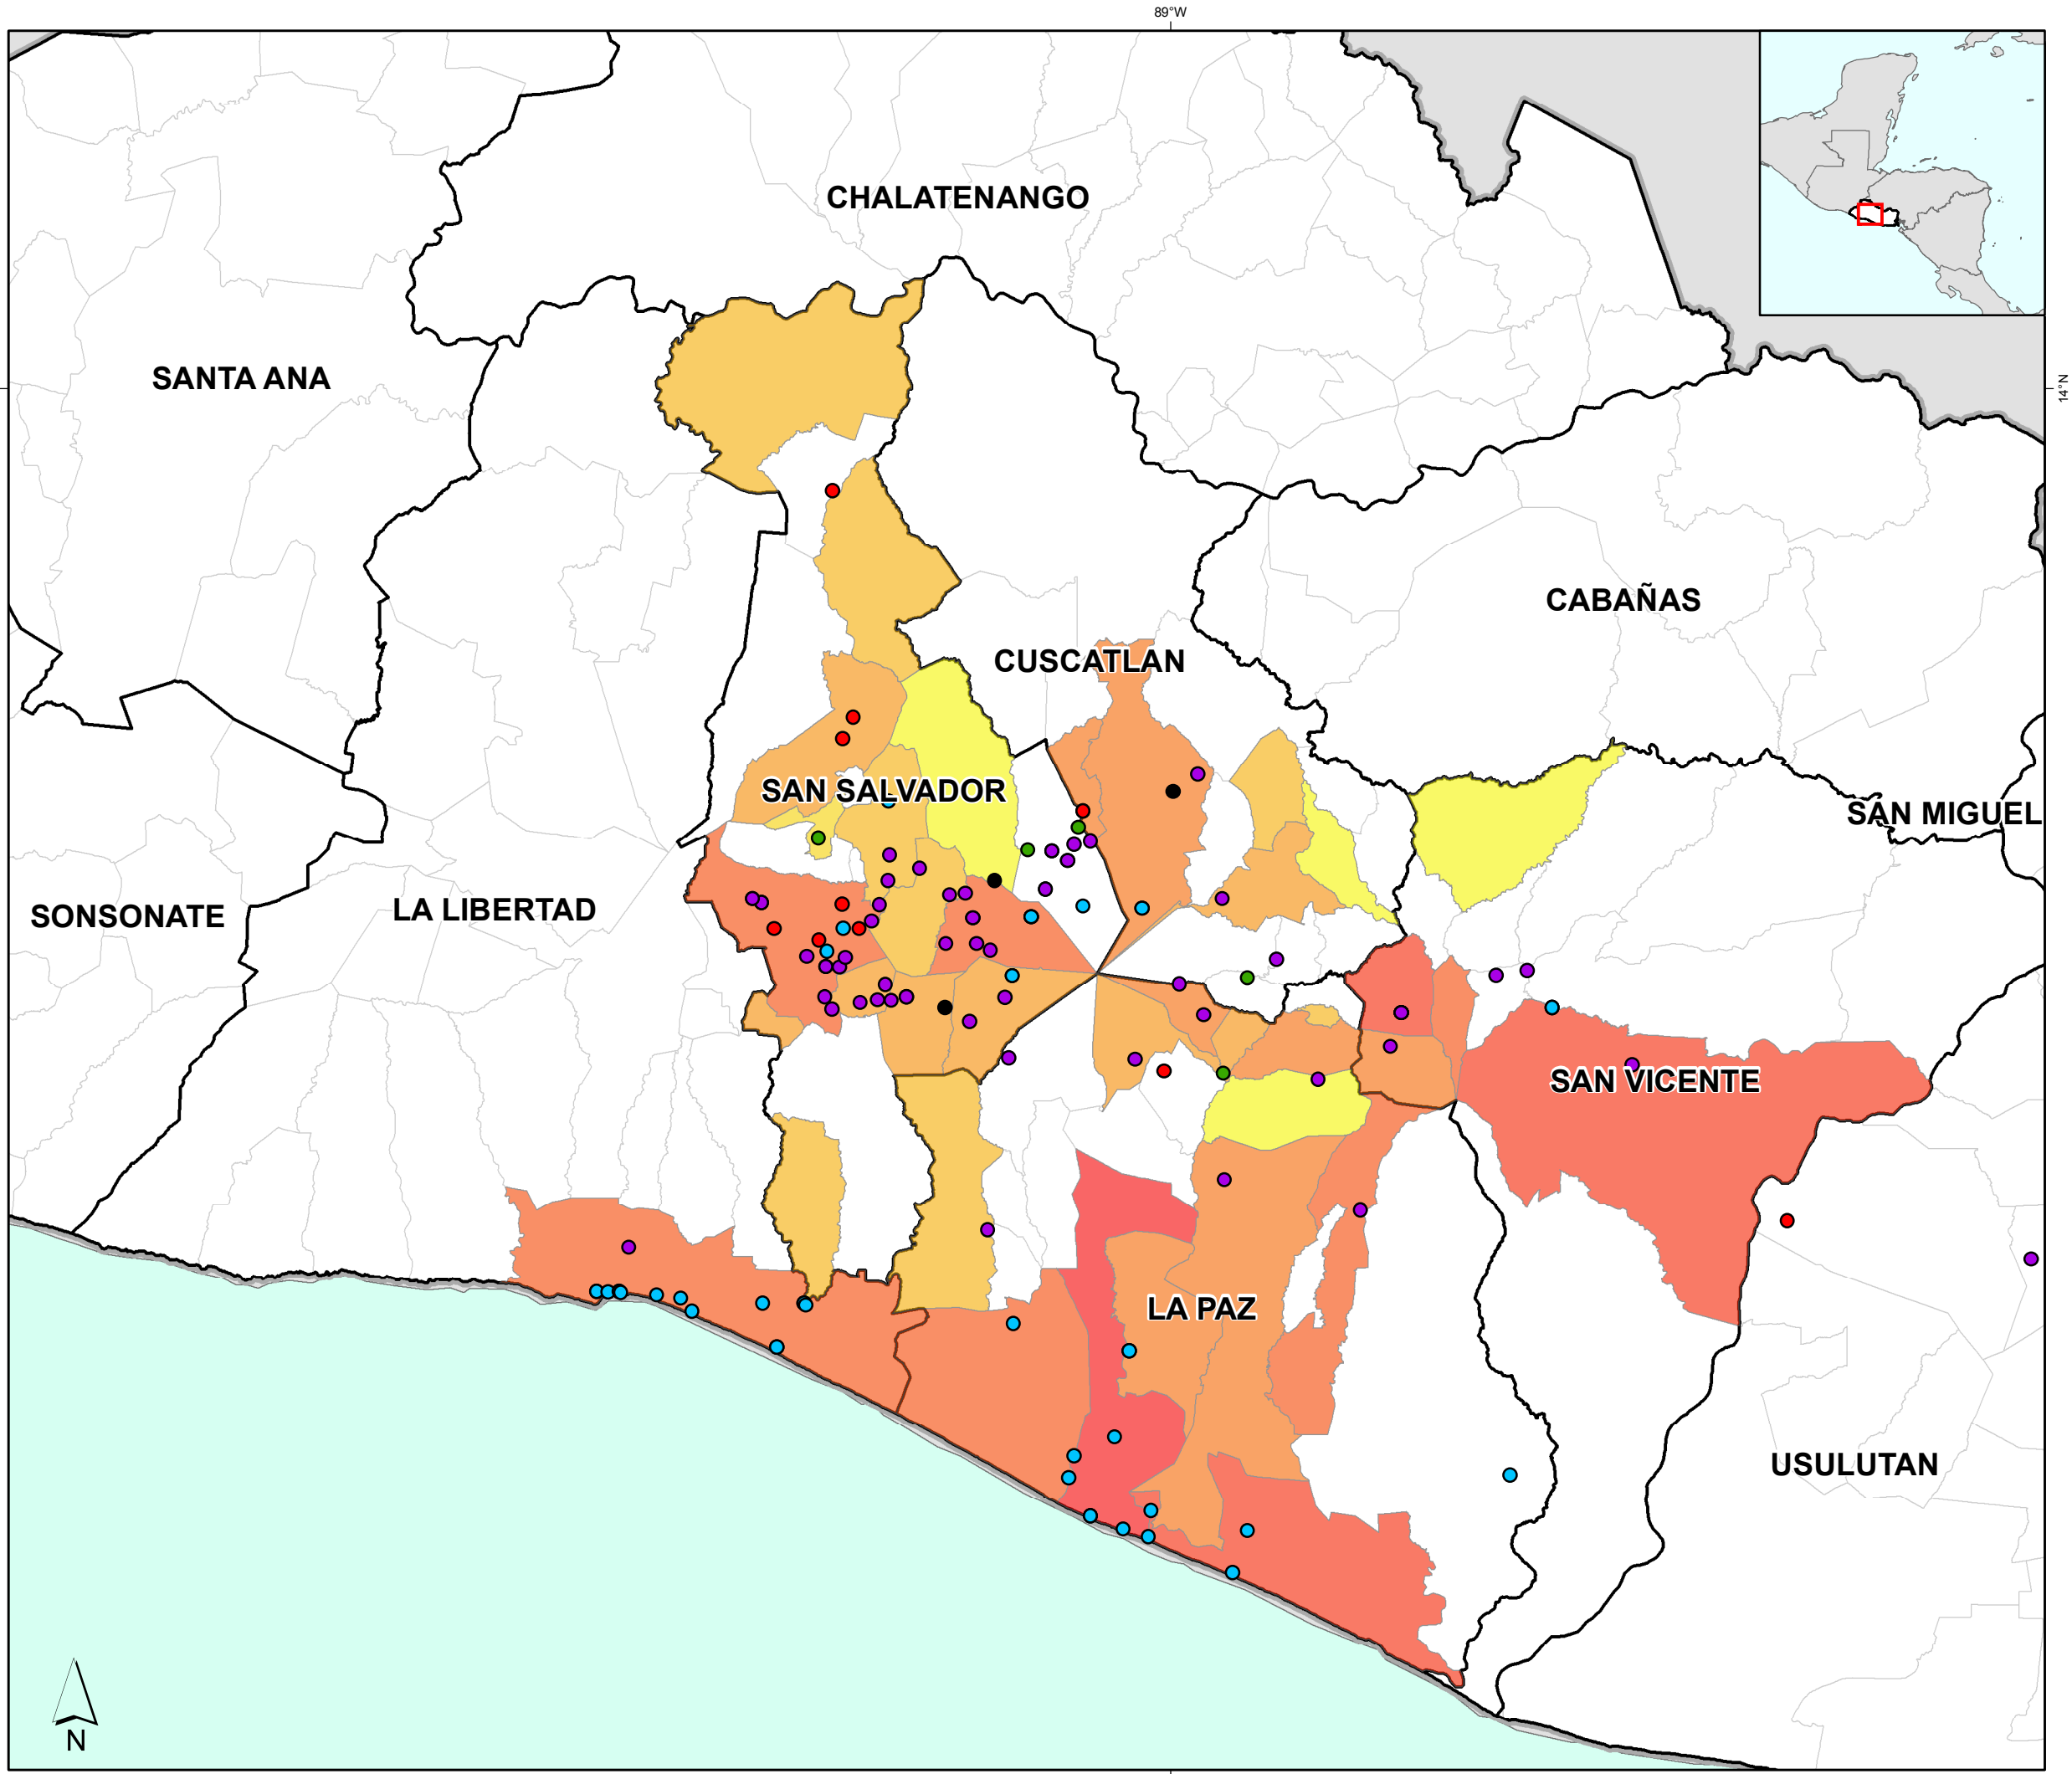 89°W
CHALATENANGO
14°N
SANTA ANA
CABAÑAS
CUSCATLAN
SAN SALVADOR
SAN MIGUEL
LA LIBERTAD
SONSONATE
SAN VICENTE
LA PAZ
USULUTAN
N